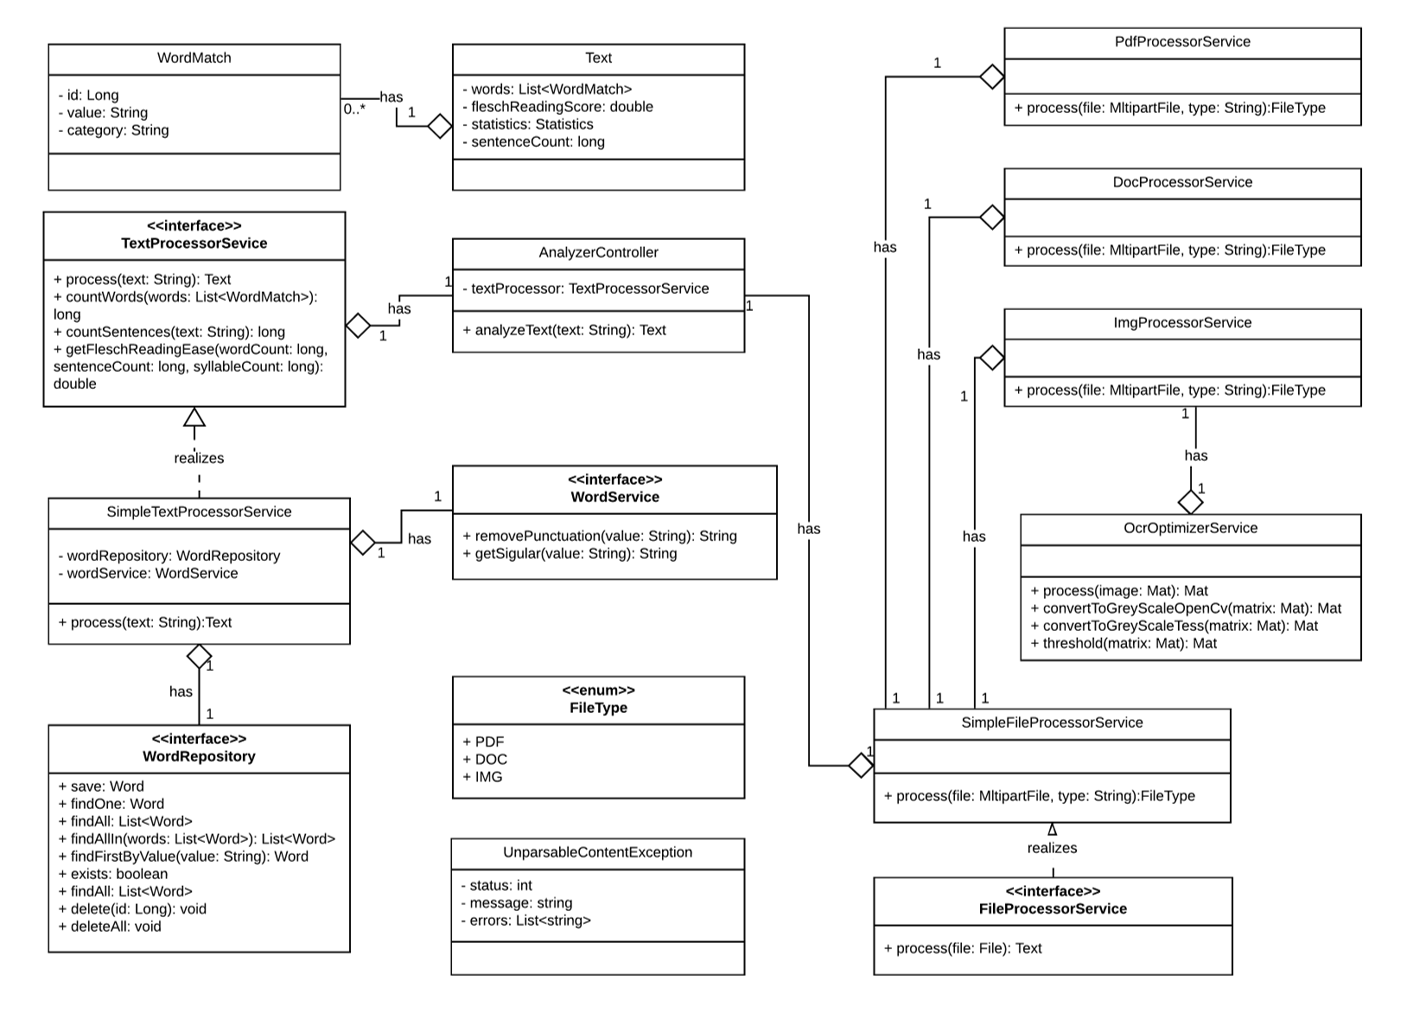 WordMatch
- id: Long
- value: String
- category: String
0..*
has
1
Text
- words: List<WordMatch>
- fleschReadingScore: double
- statistics: Statistics
- sentenceCount: long
<<interface>>
TextProcessorSevice
+ process(text: String): Text
+ countWords(words: List<WordMatch>):
long
+ countSentences(text: String): long
+ getFleschReadingEase(wordCount: long,
sentenceCount: long, syllableCount: long):
double
1
has
1
AnalyzerController
- textProcessor: TextProcessorService
+ analyzeText(text: String): Text
1
has
1
realizes
SimpleTextProcessorService
- wordRepository: WordRepository
- wordService: WordService
+ process(text: String):Text
1
has
1
<<interface>>
WordService
+ removePunctuation(value: String): String
+ getSigular(value: String): String
1
has
1
<<interface>>
WordRepository
+ save: Word
+ findOne: Word
+ findAll: List<Word>
+ findAllIn(words: List<Word>): List<Word>
+ findFirstByValue(value: String): Word
+ exists: boolean
+ findAll: List<Word>
+ delete(id: Long): void
+ deleteAll: void
<<enum>>
FileType
+ PDF
+ DOC
+ IMG
UnparsableContentException
- status: int
- message: string
- errors: List<string>
PdfProcessorService
+ process(file: MltipartFile, type: String):FileType
1
has
1
DocProcessorService
+ process(file: MltipartFile, type: String):FileType
1
has
1
ImgProcessorService
+ process(file: MltipartFile, type: String):FileType
1
has
1
1
has
1
OcrOptimizerService
+ process(image: Mat): Mat
+ convertToGreyScaleOpenCv(matrix: Mat): Mat
+ convertToGreyScaleTess(matrix: Mat): Mat
+ threshold(matrix: Mat): Mat
SimpleFileProcessorService
+ process(file: MltipartFile, type: String):FileType
realizes
<<interface>>
FileProcessorService
+ process(file: File): Text